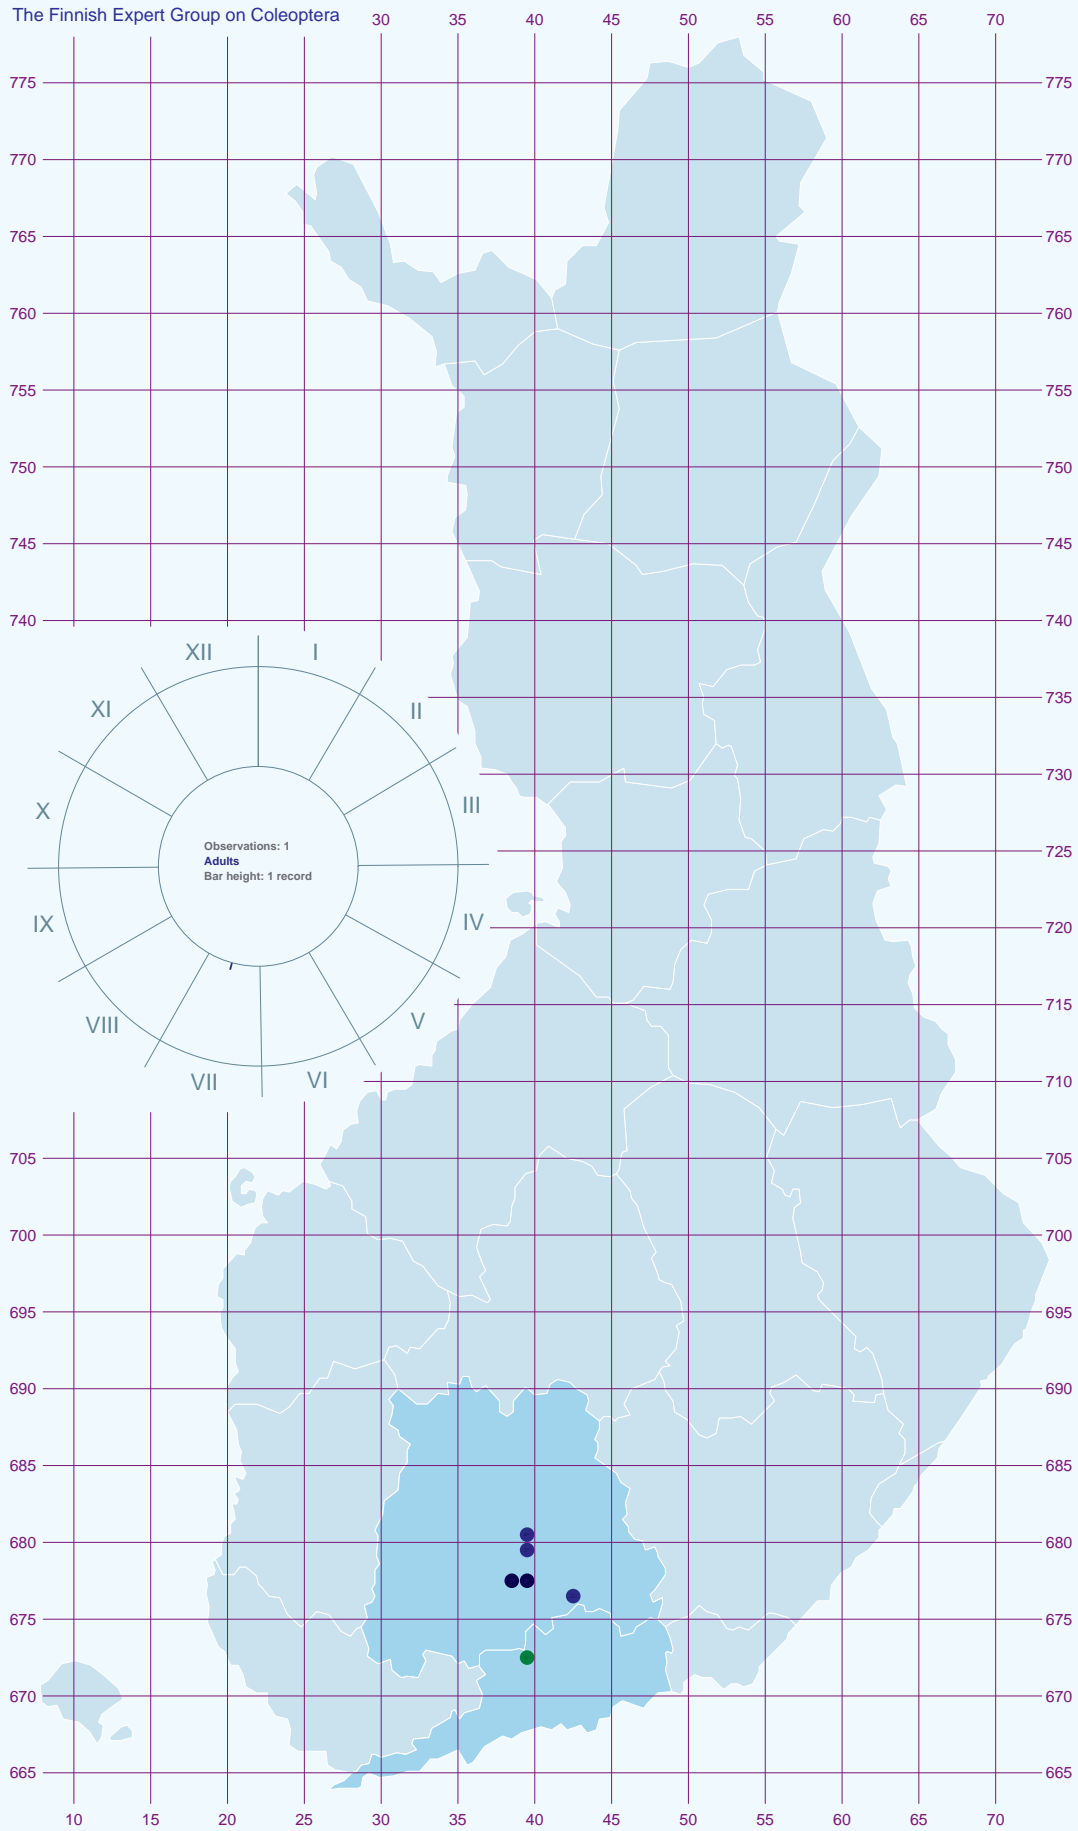 The Finnish Expert Group on Coleoptera
30 35 40 45 50 55 60 65 70
775 775
770 770
765 765
760 760
755 755
750 750
745 745
740 740
XII I
XI II
735
730
X III
Observations: 1
Adults
Bar height: 1 record
725
IX IV
720
715
VIII V
VII VI
710
705 705
700 700
695 695
690 690
685 685
680 680
675 675
670 670
665 665
10 15 20 25 30 35 40 45 50 55 60 65 70